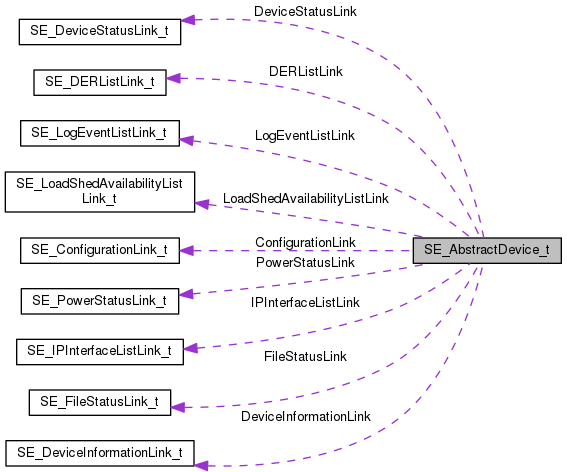 DeviceStatusLink
SE_DeviceStatusLink_t
DERListLink
SE_DERListLink_t
LogEventListLink
SE_LogEventListLink_t
SE_LoadShedAvailabilityList
Link_t
LoadShedAvailabilityListLink
ConfigurationLink
SE_ConfigurationLink_t
SE_AbstractDevice_t
PowerStatusLink
SE_PowerStatusLink_t
IPInterfaceListLink
SE_IPInterfaceListLink_t
FileStatusLink
SE_FileStatusLink_t
DeviceInformationLink
SE_DeviceInformationLink_t